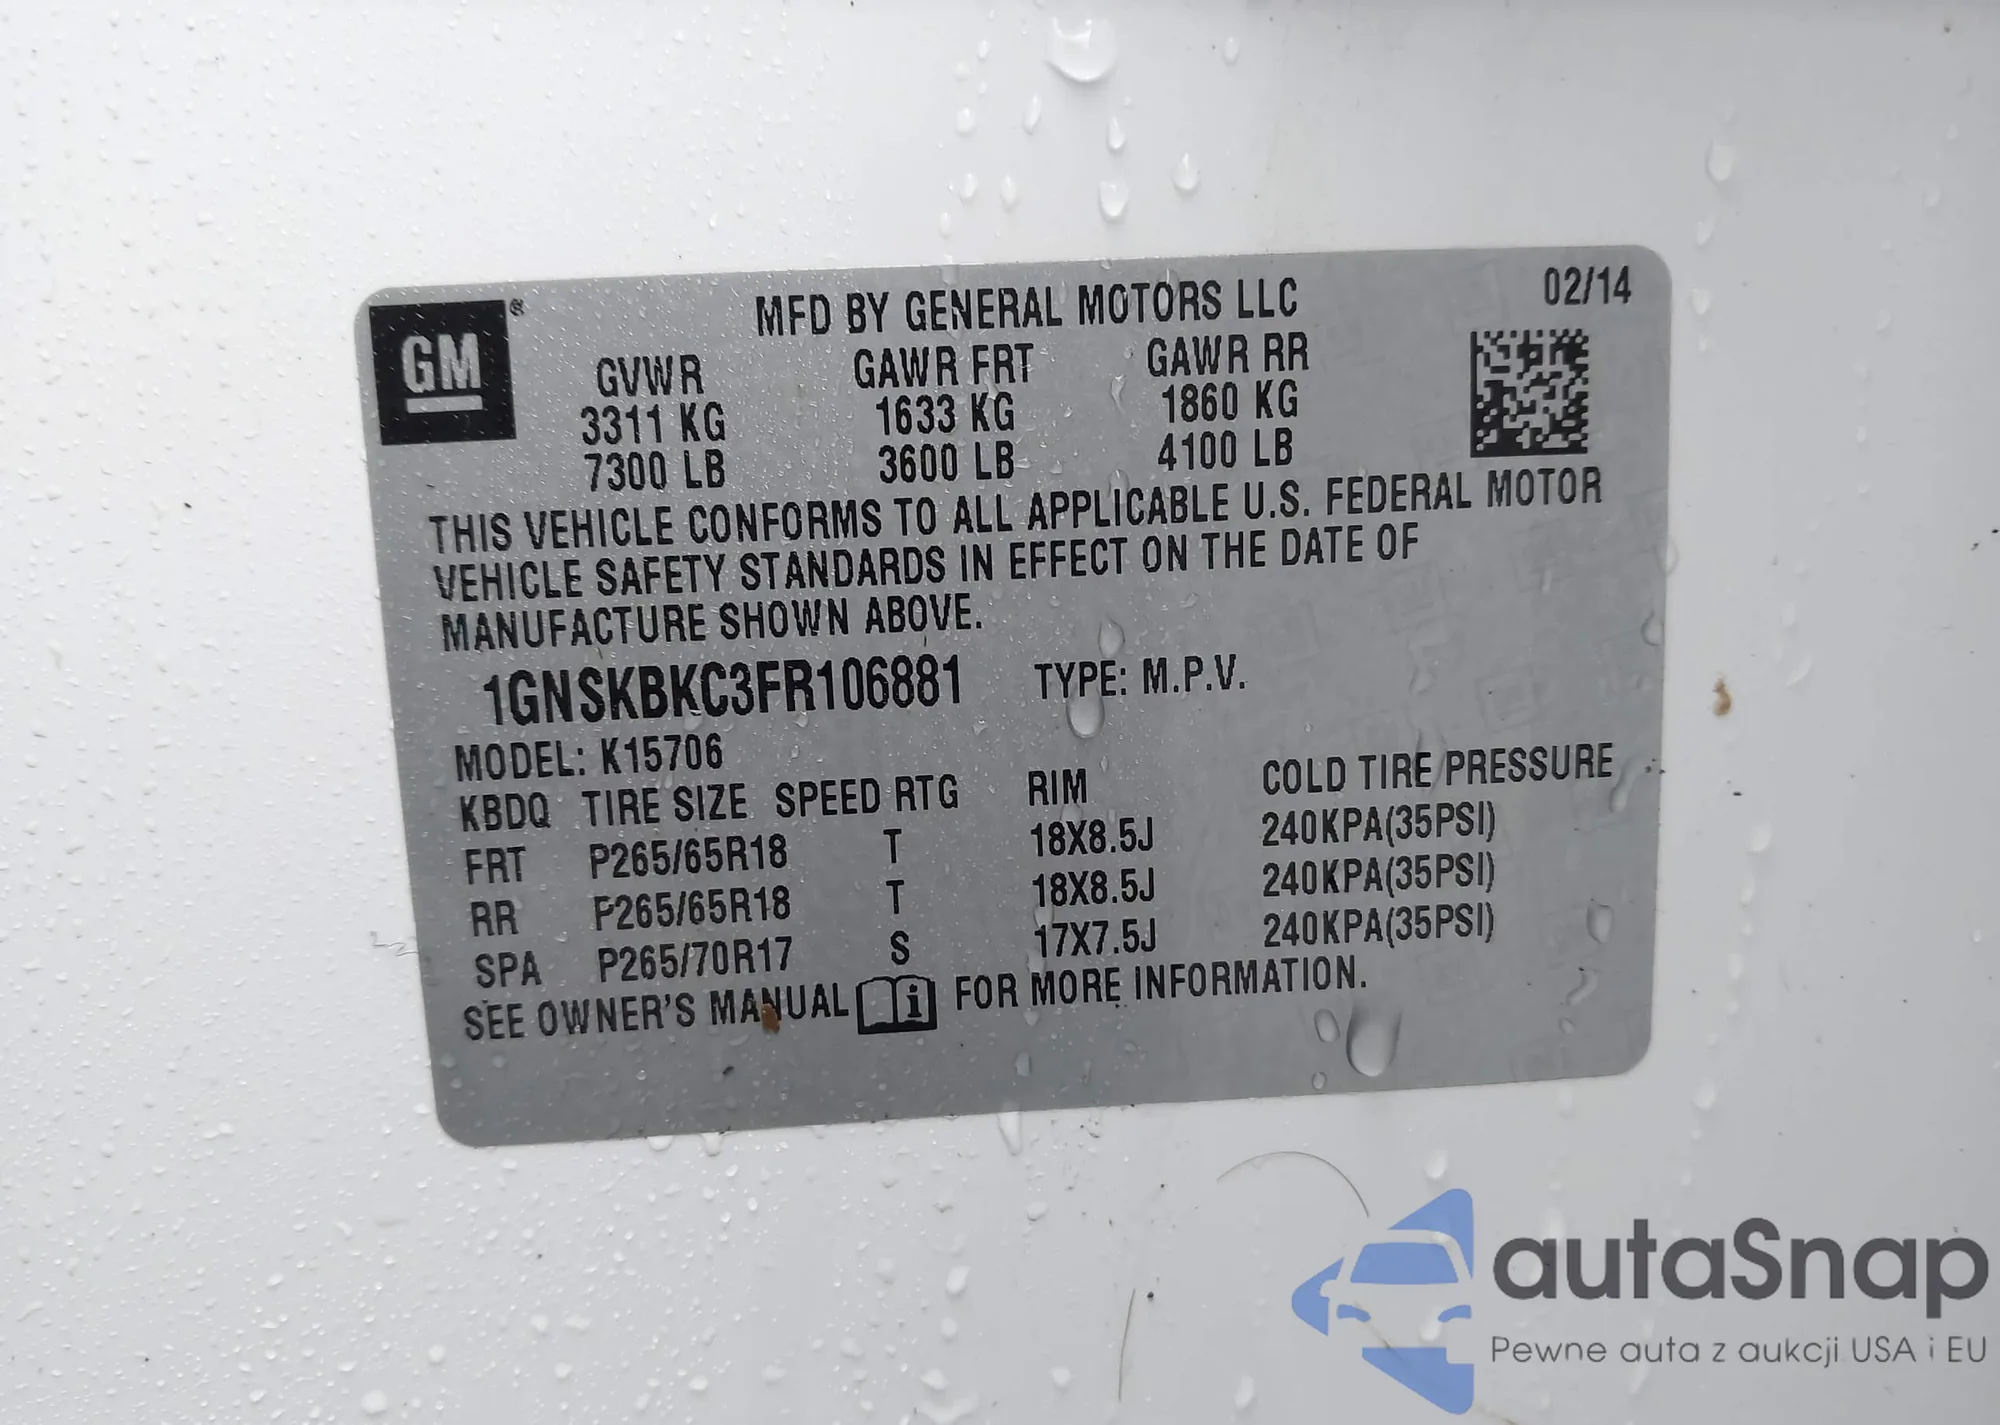 GM®
MFD BY GENERAL MOTORS LLC 02/14
GVWR GAWR FRT GAWR RR
3311 KG 1633 KG 1860 KG
7300 LB 3600 LB 4100 LB
THIS VEHICLE CONFORMS TO ALL APPLICABLE U.S. FEDERAL MOTOR
VEHICLE SAFETY STANDARDS IN EFFECT ON THE DATE OF
MANUFACTURE SHOWN ABOVE.
1GNSKBKC3FR106881 TYPE: M.P.V.
MODEL: K15706
KBDQ TIRE SIZE SPEED RTG RIM COLD TIRE PRESSURE
FRT P265/65R18 T 18X8.5J 240KPA(35PSI)
RR P265/65R18 T 18X8.5J 240KPA(35PSI)
SPA P265/70R17 S 17X7.5J 240KPA(35PSI)
SEE OWNER'S MANUAL i FOR MORE INFORMATION.
autaSnap
Pewne auta z aukcji USA i EU